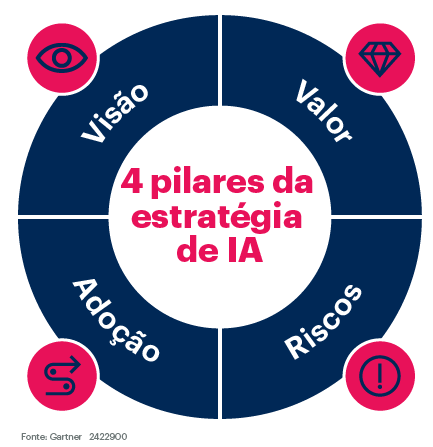 Visão
Valor
4 pilares da
estratégia
de IA
Adoção
Riscos
Fonte: Gartner 2422900